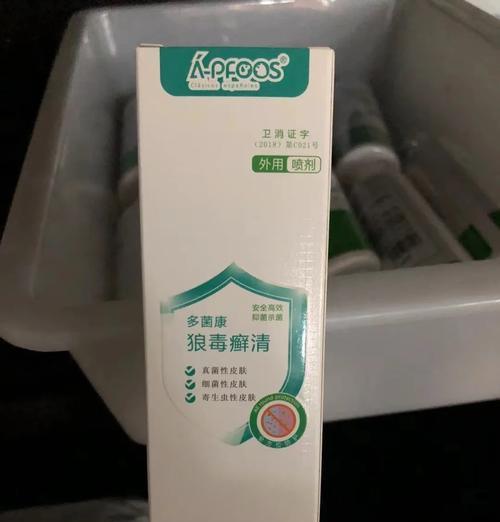 Á-PFOOS®
Clásicos españoles
卫消证字
(2018) 第C021号
外用 喷剂
安全高效
抑菌杀菌
多菌康
狼毒癣清
真菌性皮肤
细菌性皮肤
寄生虫性皮肤